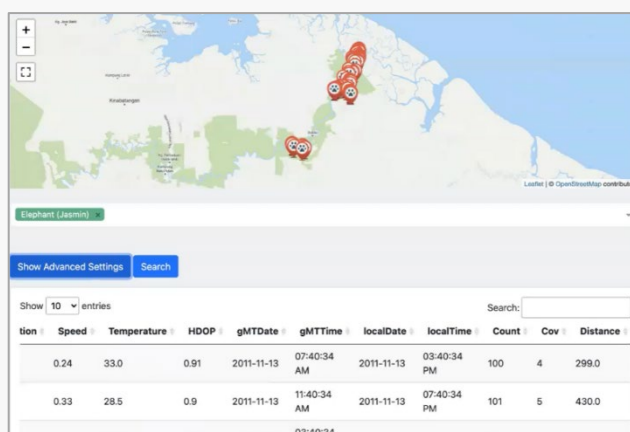 +
−
Kinabatangan
Leaflet | © OpenStreetMap contribut
Elephant (Jasmin) ×
Show Advanced Settings Search
Show 10 entries
Search:
tion Speed Temperature HDOP gMTDate gMTTime localDate localTime Count Cov Distance
0.24 33.0 0.91 2011-11-13 07:40:34 AM 2011-11-13 03:40:34 PM 100 4 299.0
0.33 28.5 0.9 2011-11-13 11:40:34 AM 2011-11-13 07:40:34 PM 101 5 430.0